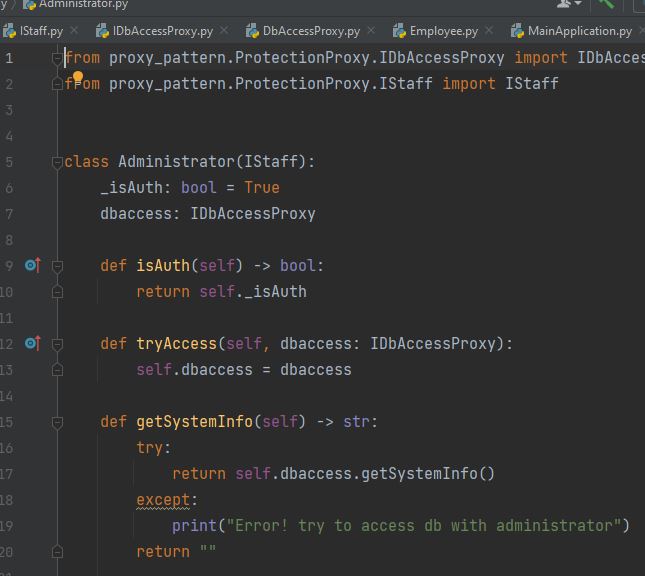 y Administrator.py
IStaff.py IDbAccessProxy.py DbAccessProxy.py Employee.py MainApplication.py
1 from proxy_pattern.ProtectionProxy.IDbAccessProxy import IDbAcces
2 from proxy_pattern.ProtectionProxy.IStaff import IStaff
3
4
5 class Administrator(IStaff):
6 _isAuth: bool = True
7 dbaccess: IDbAccessProxy
8
9 def isAuth(self) -> bool:
10 return self._isAuth
11
12 def tryAccess(self, dbaccess: IDbAccessProxy):
13 self.dbaccess = dbaccess
14
15 def getSystemInfo(self) -> str:
16 try:
17 return self.dbaccess.getSystemInfo()
18 except:
19 print("Error! try to access db with administrator")
20 return ""